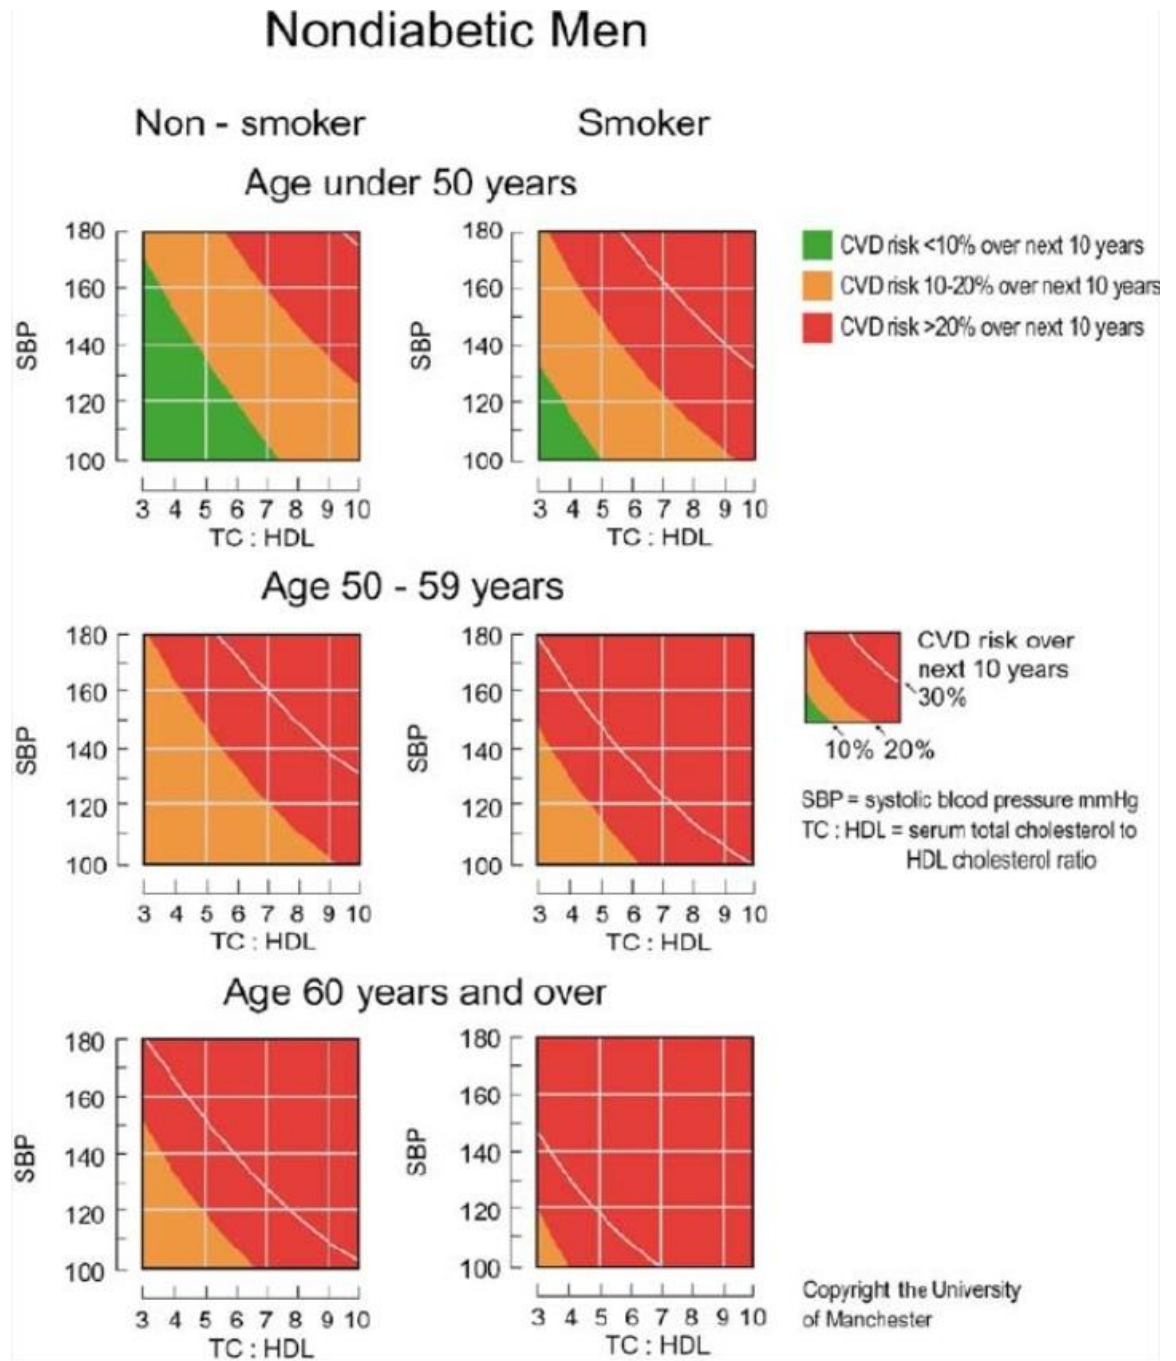 Nondiabetic Men
Non - smoker
Smoker
Age under 50 years
180
160
140
120
100
SBP
3 4 5 6 7 8 9 10
TC : HDL
180
160
140
120
100
SBP
3 4 5 6 7 8 9 10
TC : HDL
CVD risk <10% over next 10 years
CVD risk 10-20% over next 10 years
CVD risk >20% over next 10 years
Age 50 - 59 years
180
160
140
120
100
SBP
3 4 5 6 7 8 9 10
TC : HDL
180
160
140
120
100
SBP
3 4 5 6 7 8 9 10
TC : HDL
CVD risk over
next 10 years
30%
10% 20%
SBP = systolic blood pressure mmHg
TC : HDL = serum total cholesterol to
HDL cholesterol ratio
Age 60 years and over
180
160
140
120
100
SBP
3 4 5 6 7 8 9 10
TC : HDL
180
160
140
120
100
SBP
3 4 5 6 7 8 9 10
TC : HDL
Copyright the University
of Manchester